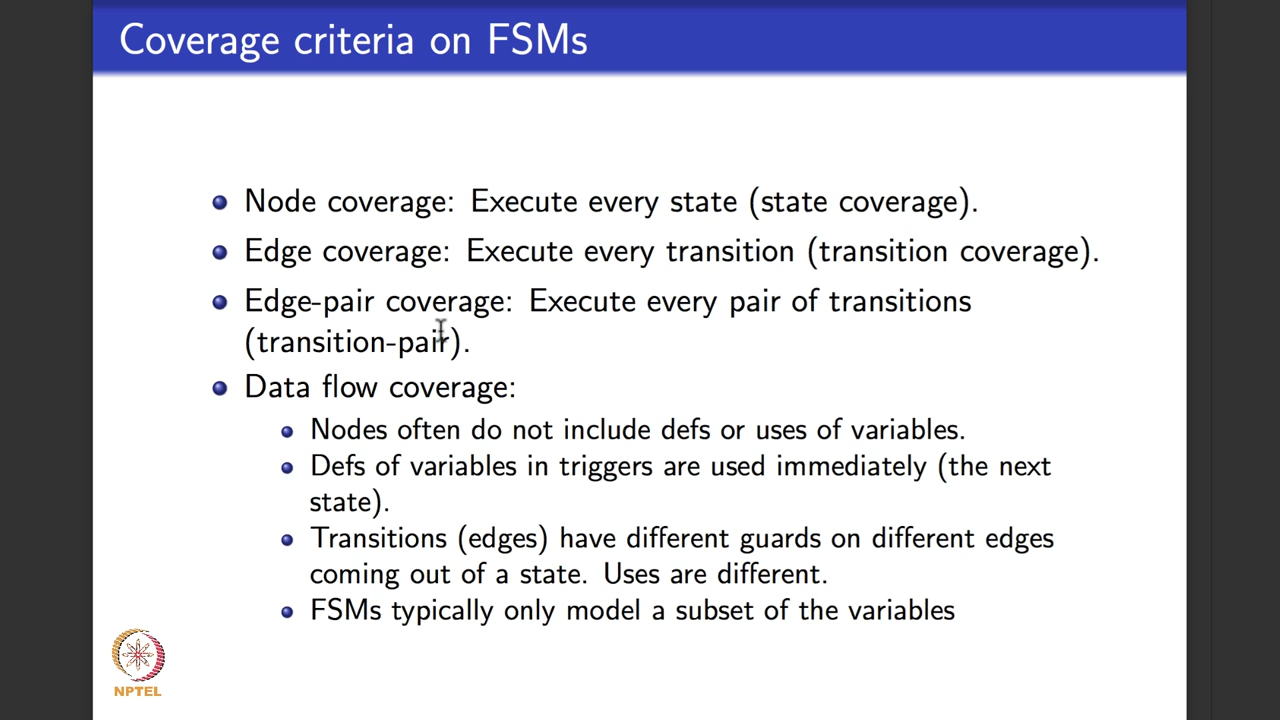 Coverage criteria on FSMs
Node coverage: Execute every state (state coverage).
Edge coverage: Execute every transition (transition coverage).
Edge-pair coverage: Execute every pair of transitions
(transition-pair).
Data flow coverage:
Nodes often do not include defs or uses of variables.
Defs of variables in triggers are used immediately (the next
state).
Transitions (edges) have different guards on different edges
coming out of a state. Uses are different.
FSMs typically only model a subset of the variables
NPTEL